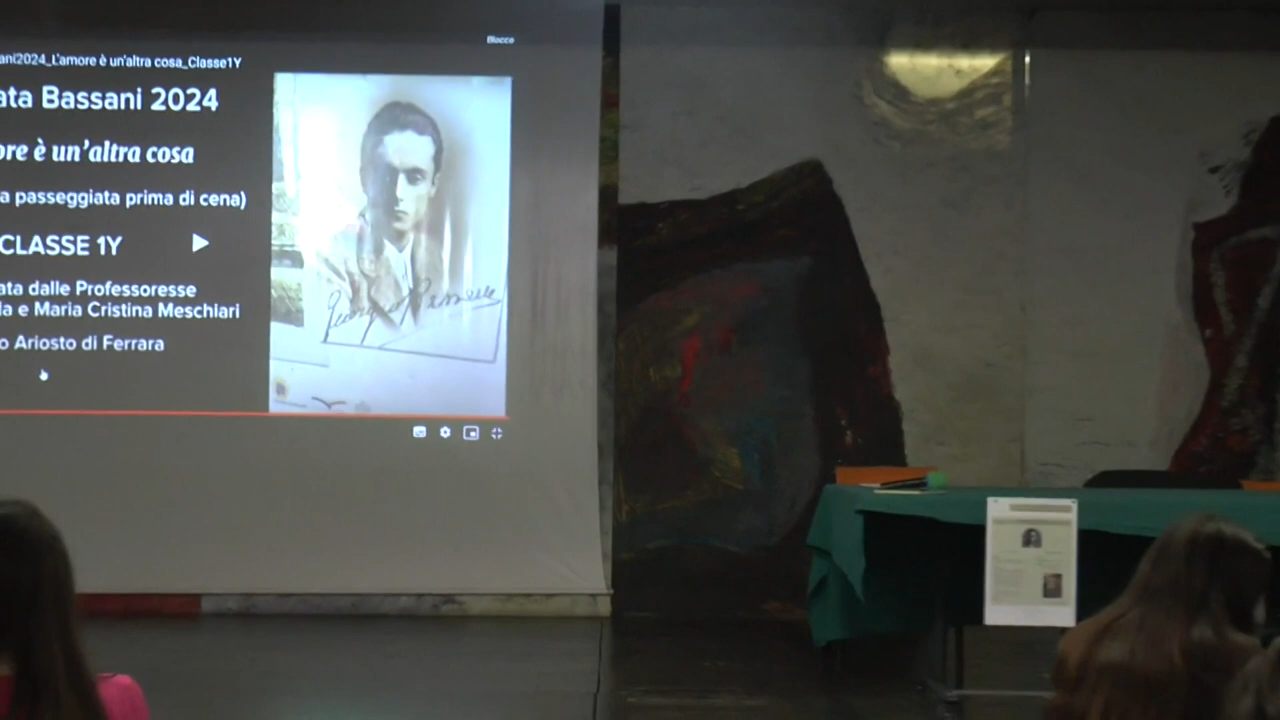 Blocco
ani2024_L'amore è un'altra cosa_Classe1Y
ata Bassani 2024
ore è un'altra cosa
a passeggiata prima di cena)
CLASSE 1Y
ata dalle Professoresse
ia e Maria Cristina Meschiari
o Ariosto di Ferrara